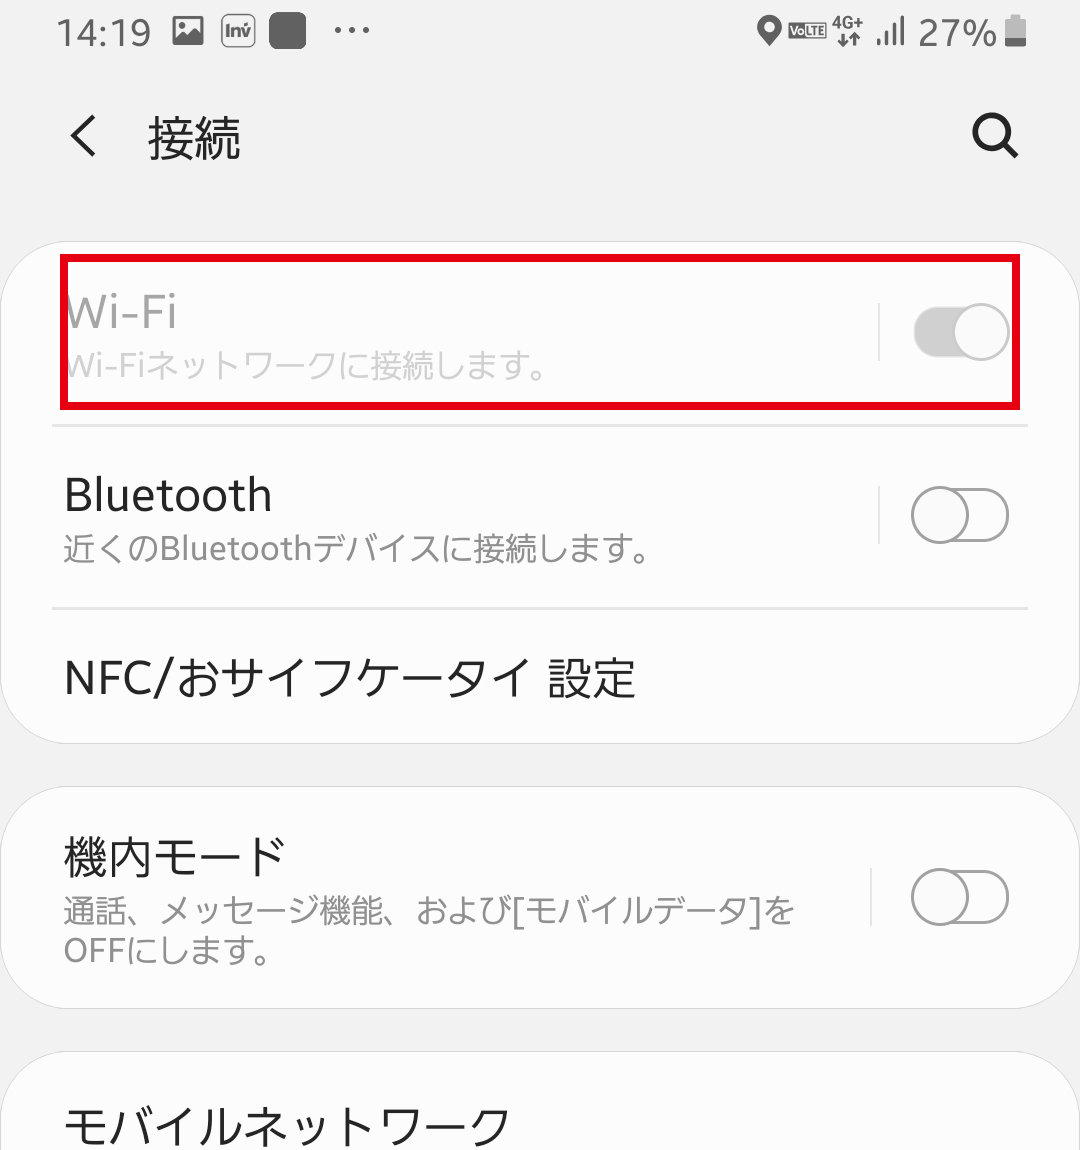 14:19 Inv ... VoLTE 4G+ 27%
接続
Wi-Fi
Wi-Fiネットワークに接続します。
Bluetooth
近くのBluetoothデバイスに接続します。
NFC/おサイフケータイ 設定
機内モード
通話、メッセージ機能、および[モバイルデータ]を
OFFにします。
モバイルネットワーク